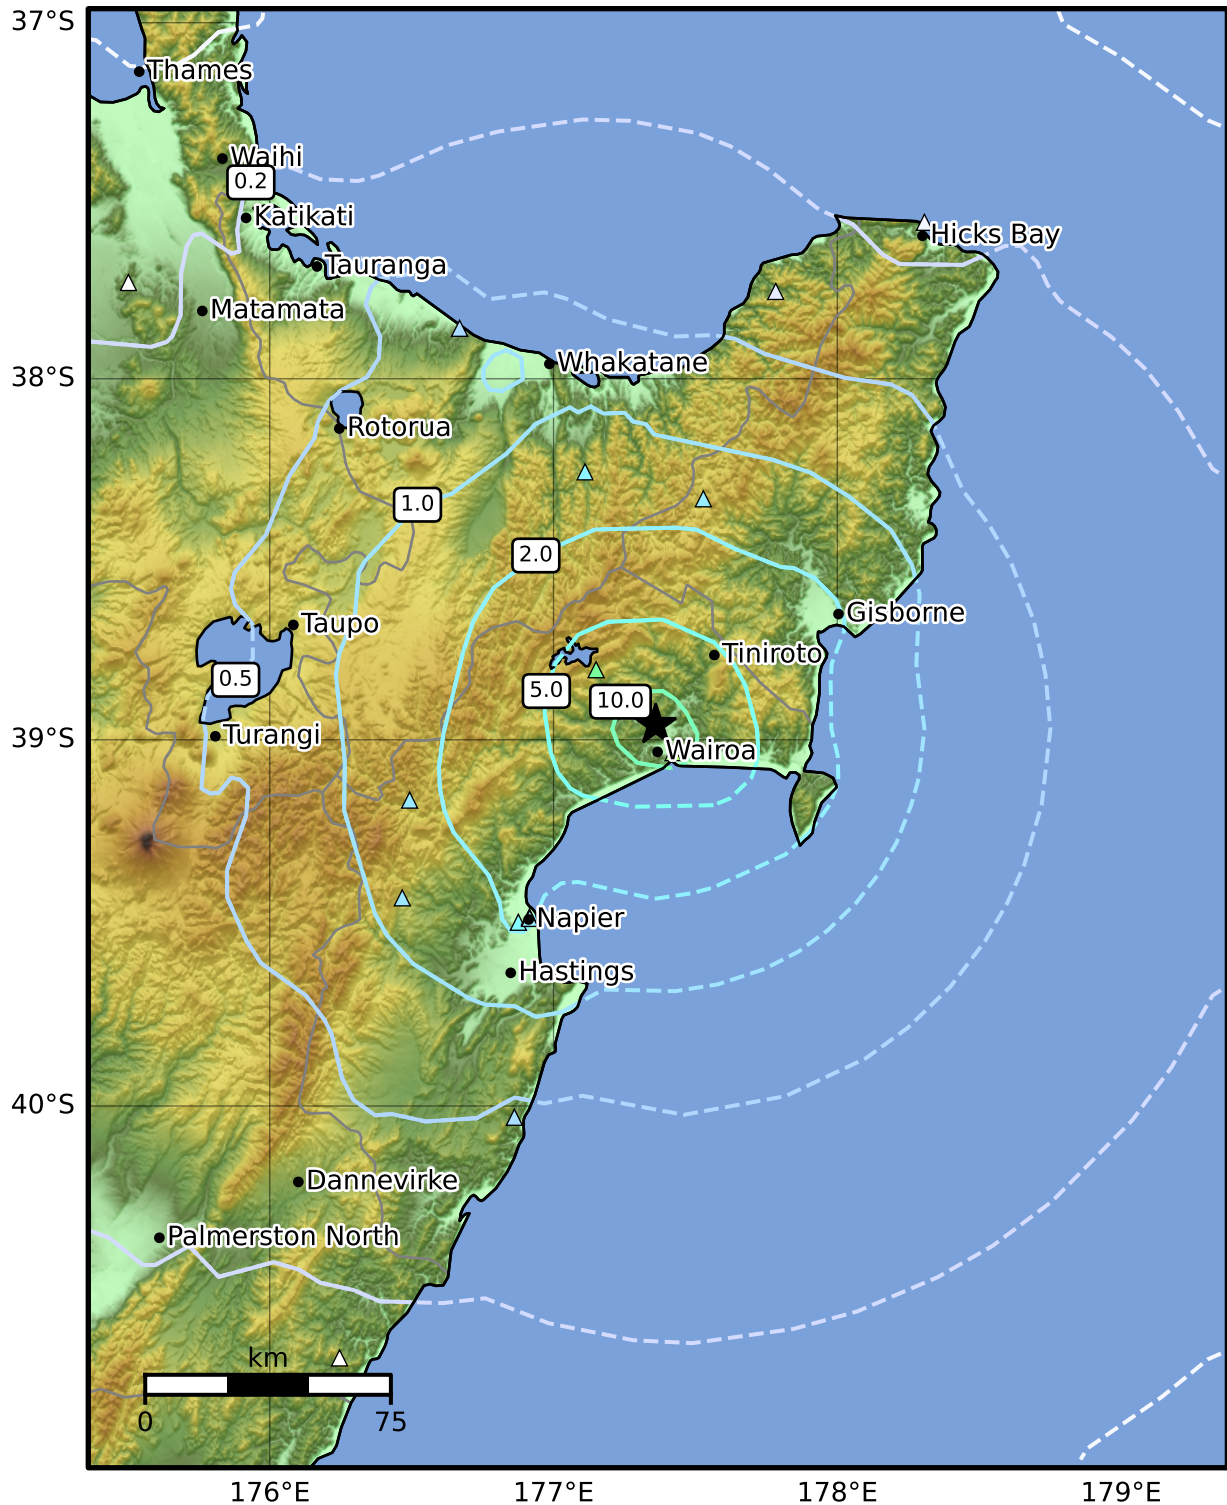 37°S
Thames
Waihi
0.2
Katikati
Hicks Bay
Tauranga
Matamata
Whakatane
38°S
Rotorua
1.0
2.0
Gisborne
Taupo
Tiniroto
0.5
5.0
10.0
Turangi
39°S
Wairoa
Napier
Hastings
40°S
Dannevirke
Palmerston North
km
0
75
176°E
177°E
178°E
179°E